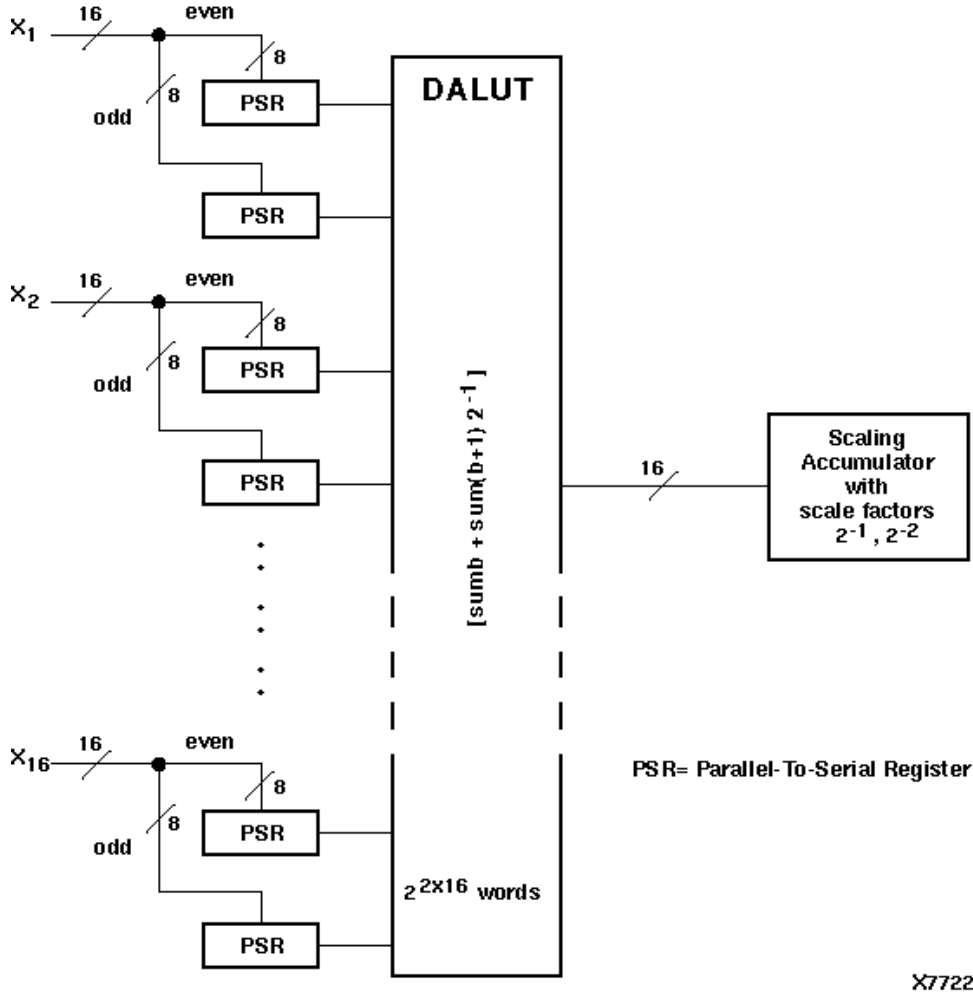 X1 16 even
8
DALUT
PSR
8
odd
PSR
X2 16 even
8
PSR
8
odd
PSR
[sumb + sum(b+1) 2^-1 ]
16
Scaling
Accumulator
with
scale factors
2^-1 , 2^-2
X16 16 even
8
PSR= Parallel-To-Serial Register
PSR
8
odd
2^2X16 words
PSR
X7722